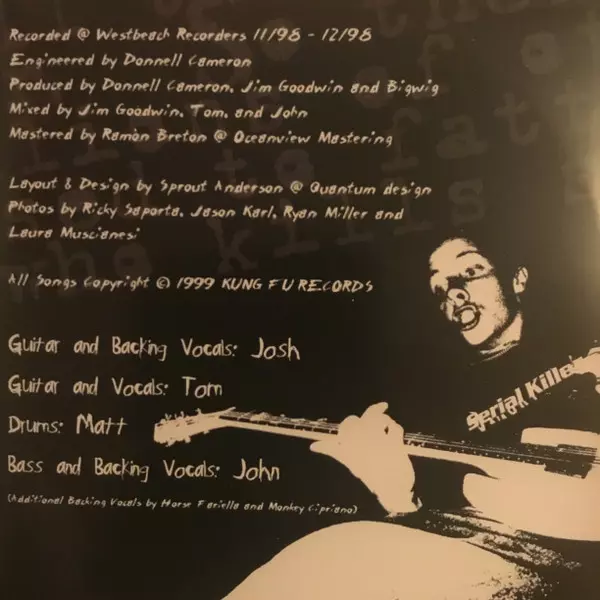 Recorded @ Westbeach Recorders 11/98 - 12/98
Engineered by Donnell Cameron
Produced by Donnell Cameron, Jim Goodwin and Bigwig
Mixed by Jim Goodwin, Tom, and John
Mastered by Ramòn Breton @ Oceanview Mastering
Layout & Design by Sprout Anderson @ Quantum design
Photos by Ricky Saporta, Jason Karl, Ryan Miller and
Laura Muscianesi
All Songs Copyright © 1999 KUNG FU RECORDS
Guitar and Backing Vocals: Josh
Guitar and Vocals: Tom
Drums: Matt
Bass and Backing Vocals: John
(Additional Backing Vocals by Horse Fariella and Monkey Cipriano)
Serial Kille